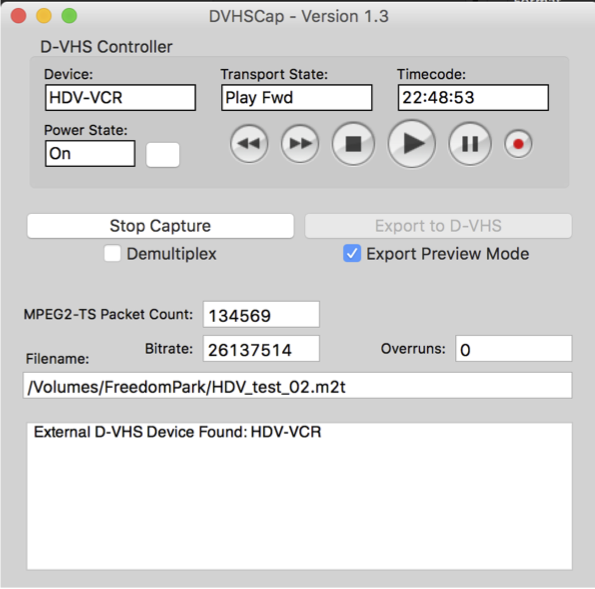 DVHSCap - Version 1.3
D-VHS Controller
Device: Transport State: Timecode:
HDV-VCR Play Fwd 22:48:53
Power State:
On
Stop Capture Export to D-VHS
Demultiplex Export Preview Mode
MPEG2-TS Packet Count: 134569
Bitrate: 26137514 Overruns: 0
Filename:
/Volumes/FreedomPark/HDV_test_02.m2t
External D-VHS Device Found: HDV-VCR